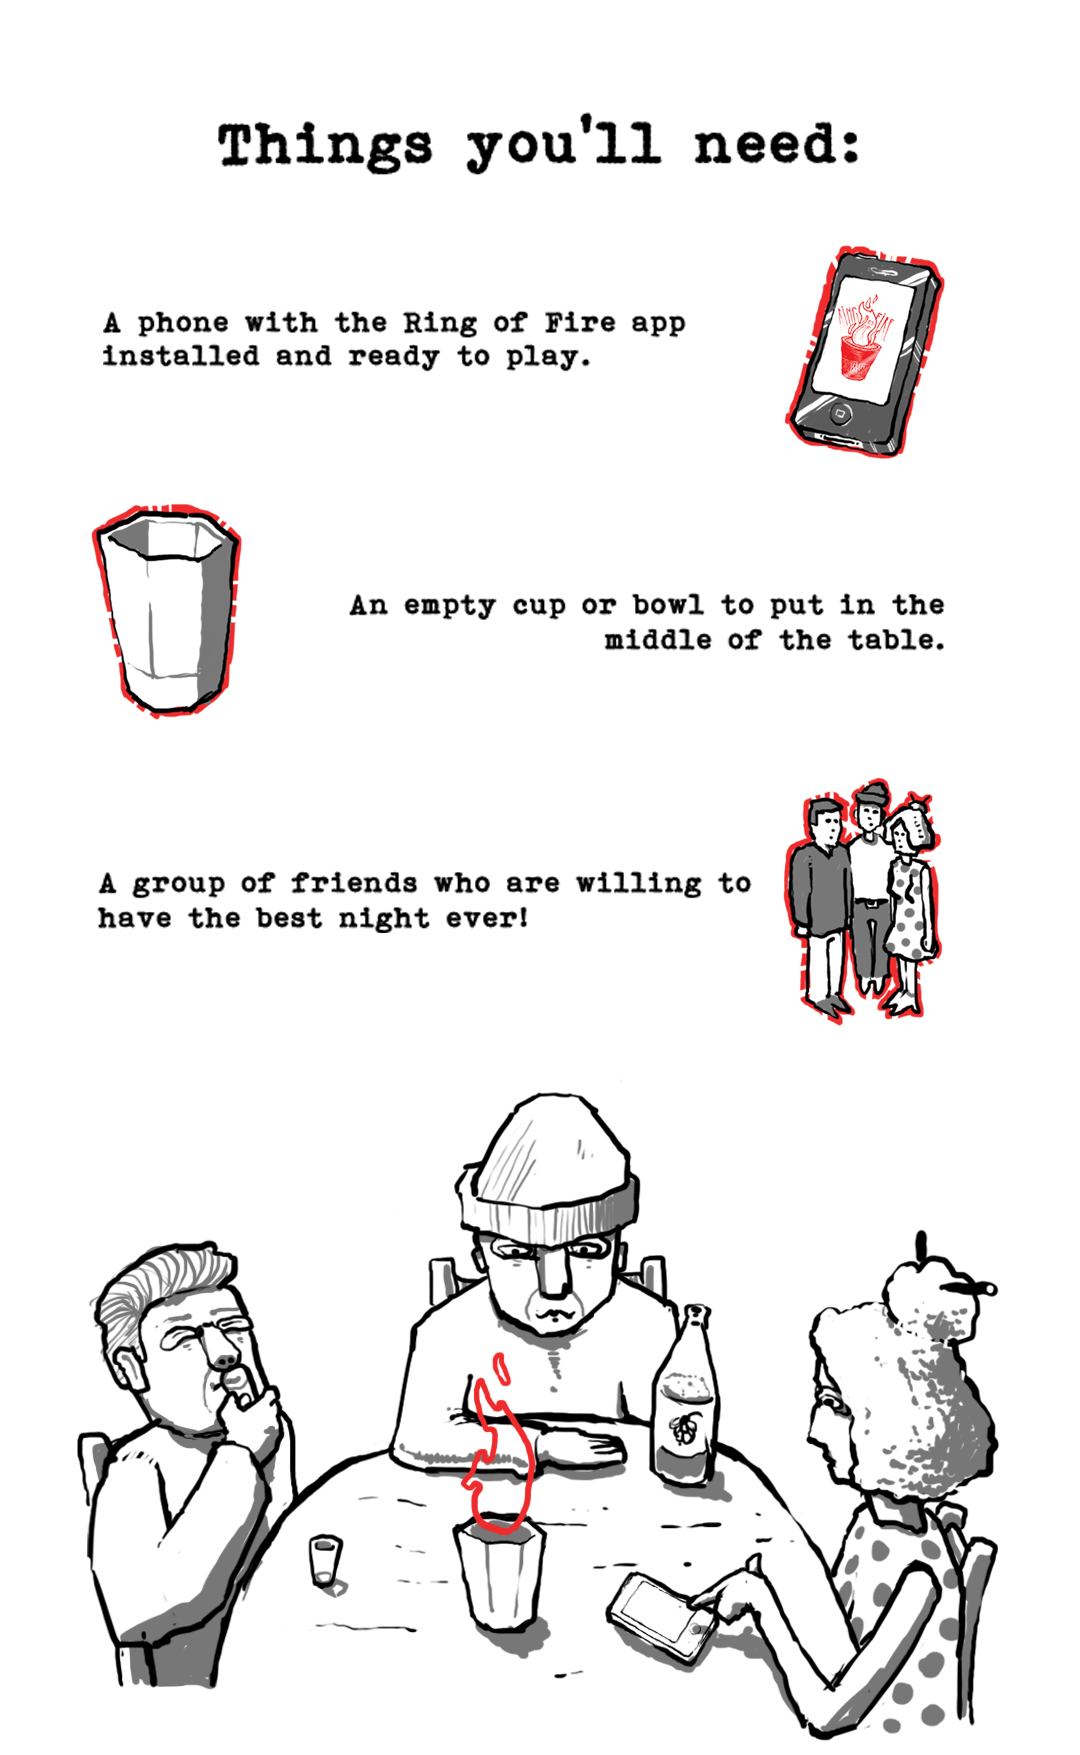 Things you'll need:
A phone with the Ring of Fire app
installed and ready to play.
An empty cup or bowl to put in the
middle of the table.
A group of friends who are willing to
have the best night ever!